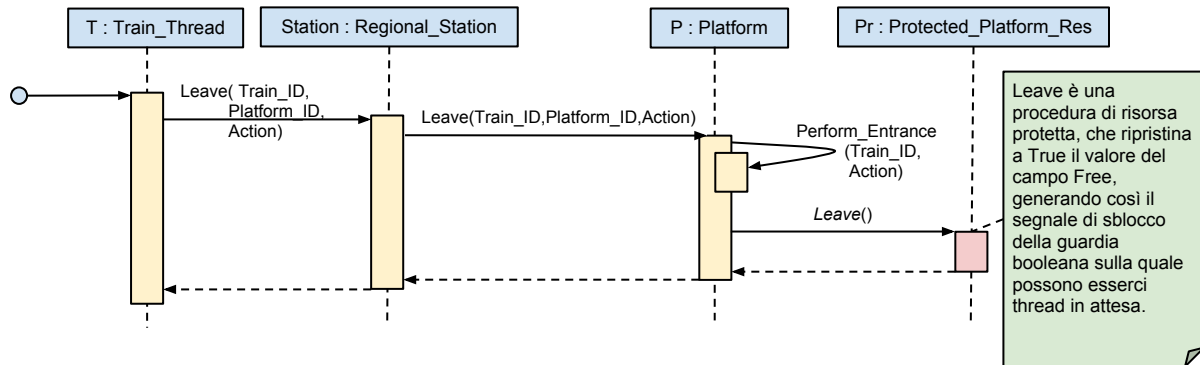 T : Train_Thread
Station : Regional_Station
P : Platform
Pr : Protected_Platform_Res
Leave( Train_ID,
Platform_ID,
Action)
Leave(Train_ID,Platform_ID,Action)
Perform_Entrance
(Train_ID,
Action)
Leave()
Leave è una
procedura di risorsa
protetta, che ripristina
a True il valore del
campo Free,
generando così il
segnale di sblocco
della guardia
booleana sulla quale
possono esserci
thread in attesa.